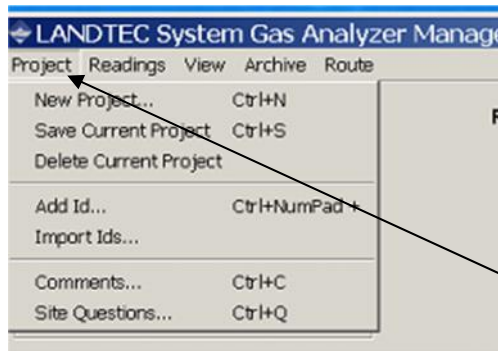 LANDTEC System Gas Analyzer Manage
Project Readings View Archive Route
New Project... Ctrl+N
Save Current Project Ctrl+S
Delete Current Project
Add Id... Ctrl+NumPad +
Import Ids...
Comments... Ctrl+C
Site Questions... Ctrl+Q